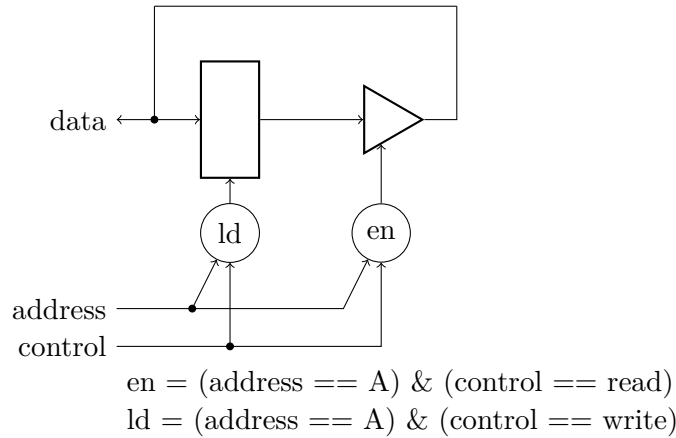 data
ld
en
address
control
en = (address == A) & (control == read)
ld = (address == A) & (control == write)